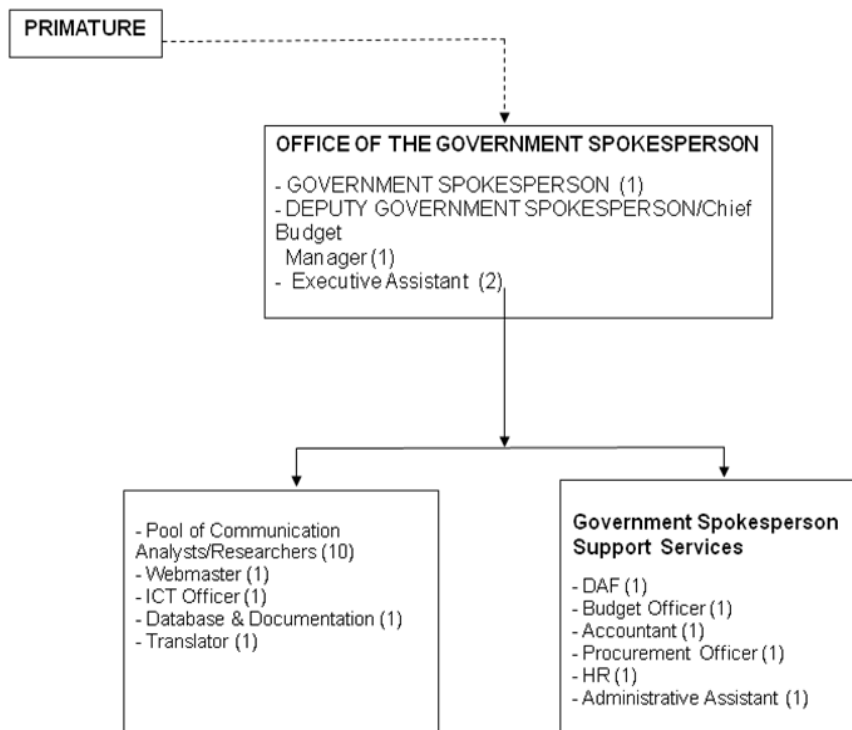 PRIMATURE
OFFICE OF THE GOVERNMENT SPOKESPERSON
- GOVERNMENT SPOKESPERSON (1)
- DEPUTY GOVERNMENT SPOKESPERSON/Chief
Budget
Manager (1)
- Executive Assistant (2)
- Pool of Communication
Analysts/Researchers (10)
- Webmaster (1)
- ICT Officer (1)
- Database & Documentation (1)
- Translator (1)
Government Spokesperson
Support Services
- DAF (1)
- Budget Officer (1)
- Accountant (1)
- Procurement Officer (1)
- HR (1)
- Administrative Assistant (1)